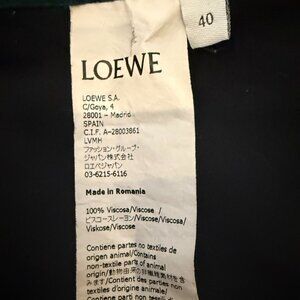 40
LOEWE
LOEWE S.A.
C/Goya, 4
28001 – Madrid
SPAIN
C.I.F. A-28003861
LVMH
ファッション・グループ・
ジャパン株式会社
ロエベジャパン
03-6215-6116
Made in Romania
100% Viscosa/Viscose /
ビスコースレーヨン/Viscose/Viscosa/
Viskose/Viscose
Contiene partes no textiles de
origen animal/Contains
non-textile parts of animal
origin/動物由来の非繊維素材を含
みます/Contient des parties
d'origine animale/Enthält